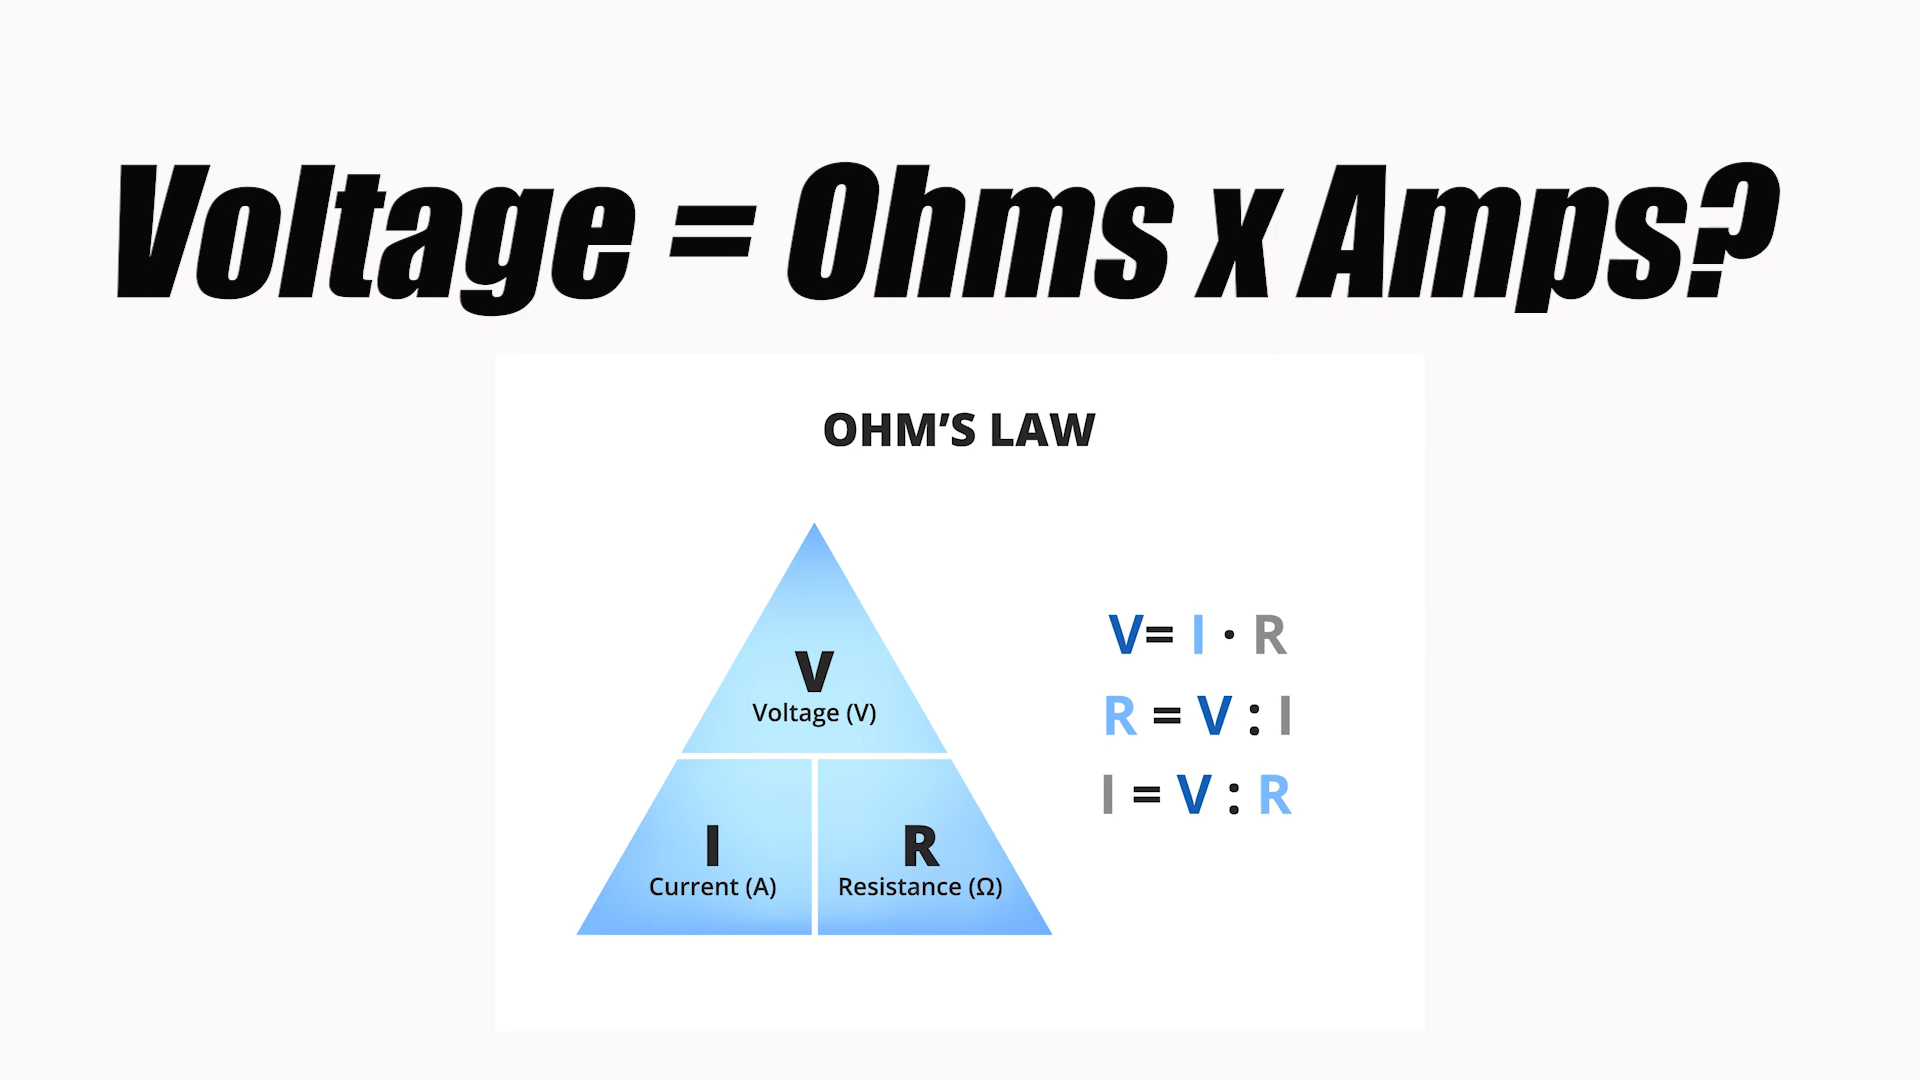 Voltage = Ohms x Amps?
OHM’S LAW
V
Voltage (V)
I
Current (A)
R
Resistance (Ω)
V= I · R
R = V : I
I = V : R